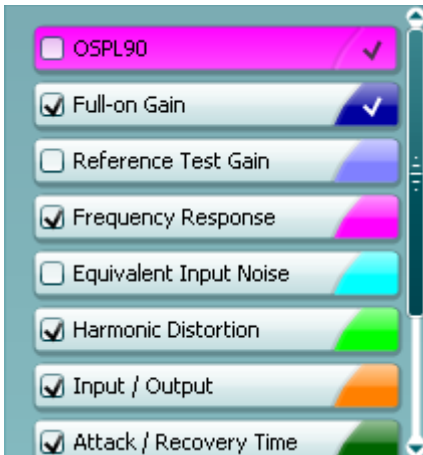 OSPL90
Full-on Gain
Reference Test Gain
Frequency Response
Equivalent Input Noise
Harmonic Distortion
Input / Output
Attack / Recovery Time